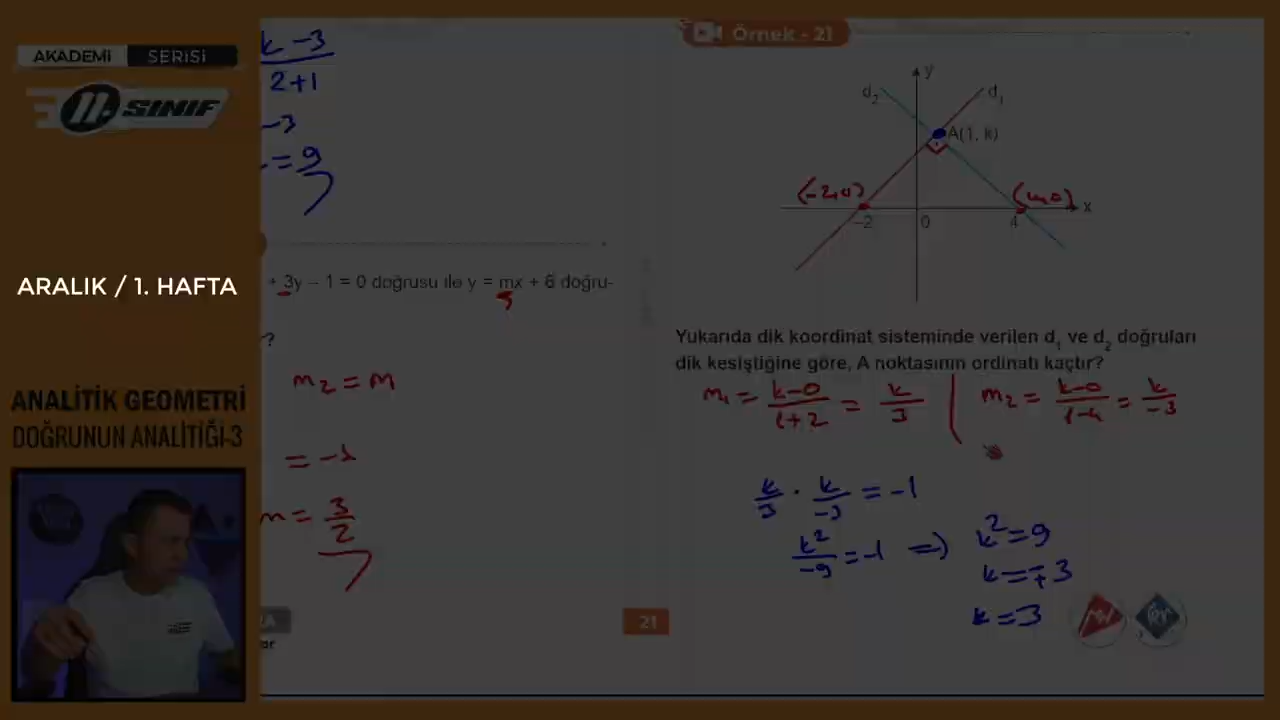 AKADEMİ SERİSİ
11. SINIF
ARALIK / 1. HAFTA
ANALİTİK GEOMETRİ
DOĞRUNUN ANALİTİĞİ-3
k-3
2+1
-3
= 9
+ 3y – 1 = 0 doğrusu ile y = mx + 6 doğru-
?
m2 = m
= -1
m = 3/2
21
Örnek - 21
y
d2 d1
A(1, k)
(-2,0) (4,0)
-2 0 4 x
Yukarıda dik koordinat sisteminde verilen d1 ve d2 doğruları
dik kesiştiğine göre, A noktasının ordinatı kaçtır?
m1 = k-0/1+2 = k/3 | m2 = k-0/1-4 = k/-3
k/3 · k/-3 = -1
k²/-9 = -1 => k² = 9
k = ∓3
k = 3